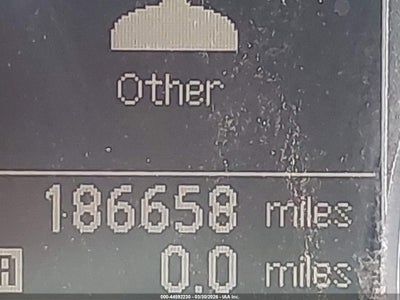 Other
186658 miles
A 0.0 miles
000-44692230 - 03/30/2026 - IAA Inc.